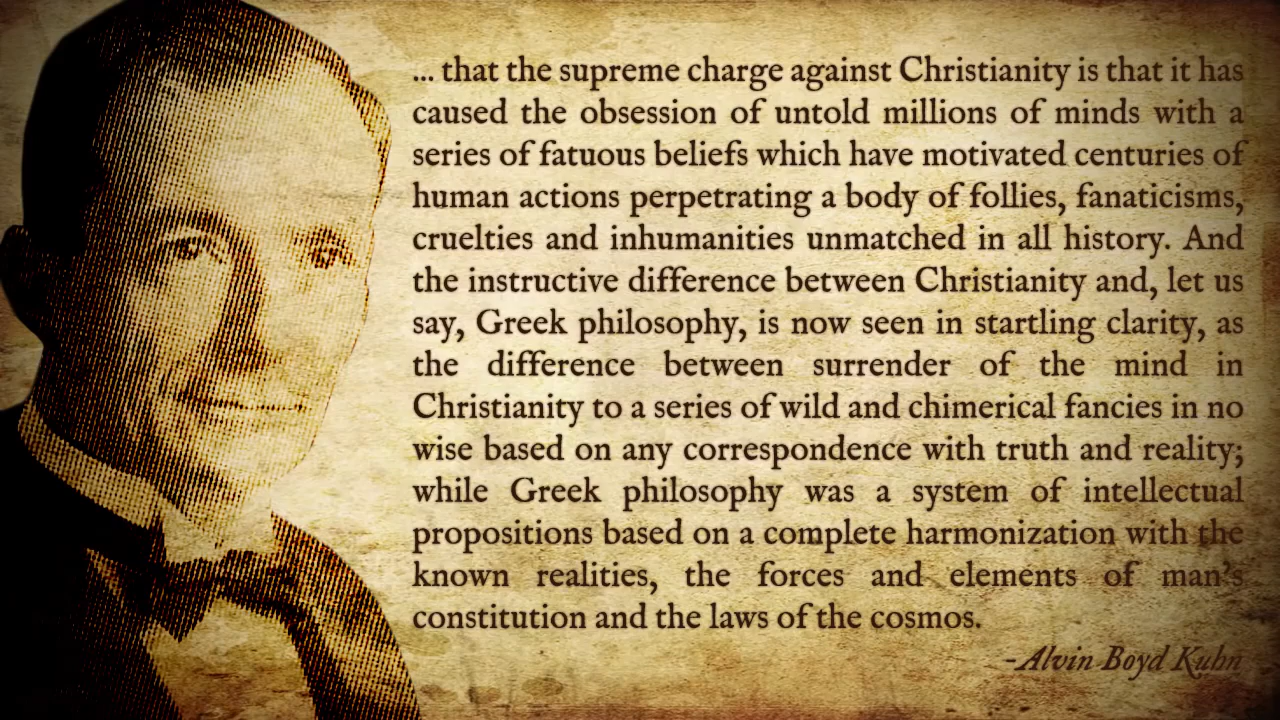 ... that the supreme charge against Christianity is that it has
caused the obsession of untold millions of minds with a
series of fatuous beliefs which have motivated centuries of
human actions perpetrating a body of follies, fanaticisms,
cruelties and inhumanities unmatched in all history. And
the instructive difference between Christianity and, let us
say, Greek philosophy, is now seen in startling clarity, as
the difference between surrender of the mind in
Christianity to a series of wild and chimerical fancies in no
wise based on any correspondence with truth and reality;
while Greek philosophy was a system of intellectual
propositions based on a complete harmonization with the
known realities, the forces and elements of man's
constitution and the laws of the cosmos.
-Alvin Boyd Kuhn